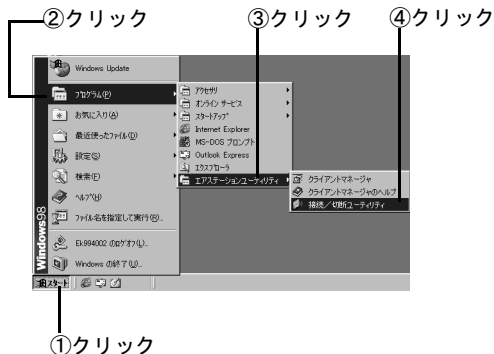 ②クリック
③クリック
④クリック
Windows Update
プログラム(P)
お気に入り(A)
最近使ったファイル(D)
設定(S)
検索(F)
ヘルプ(H)
ファイル名を指定して実行(R)...
Ek994002 のログオフ(L)...
Windows の終了(U)...
Windows98
アクセサリ
オンライン サービス
スタートアップ
Internet Explorer
MS-DOS プロンプト
Outlook Express
エクスプローラ
エアステーションユーティリティ
クライアントマネージャ
クライアントマネージャのヘルプ
接続/切断ユーティリティ
スタート
①クリック